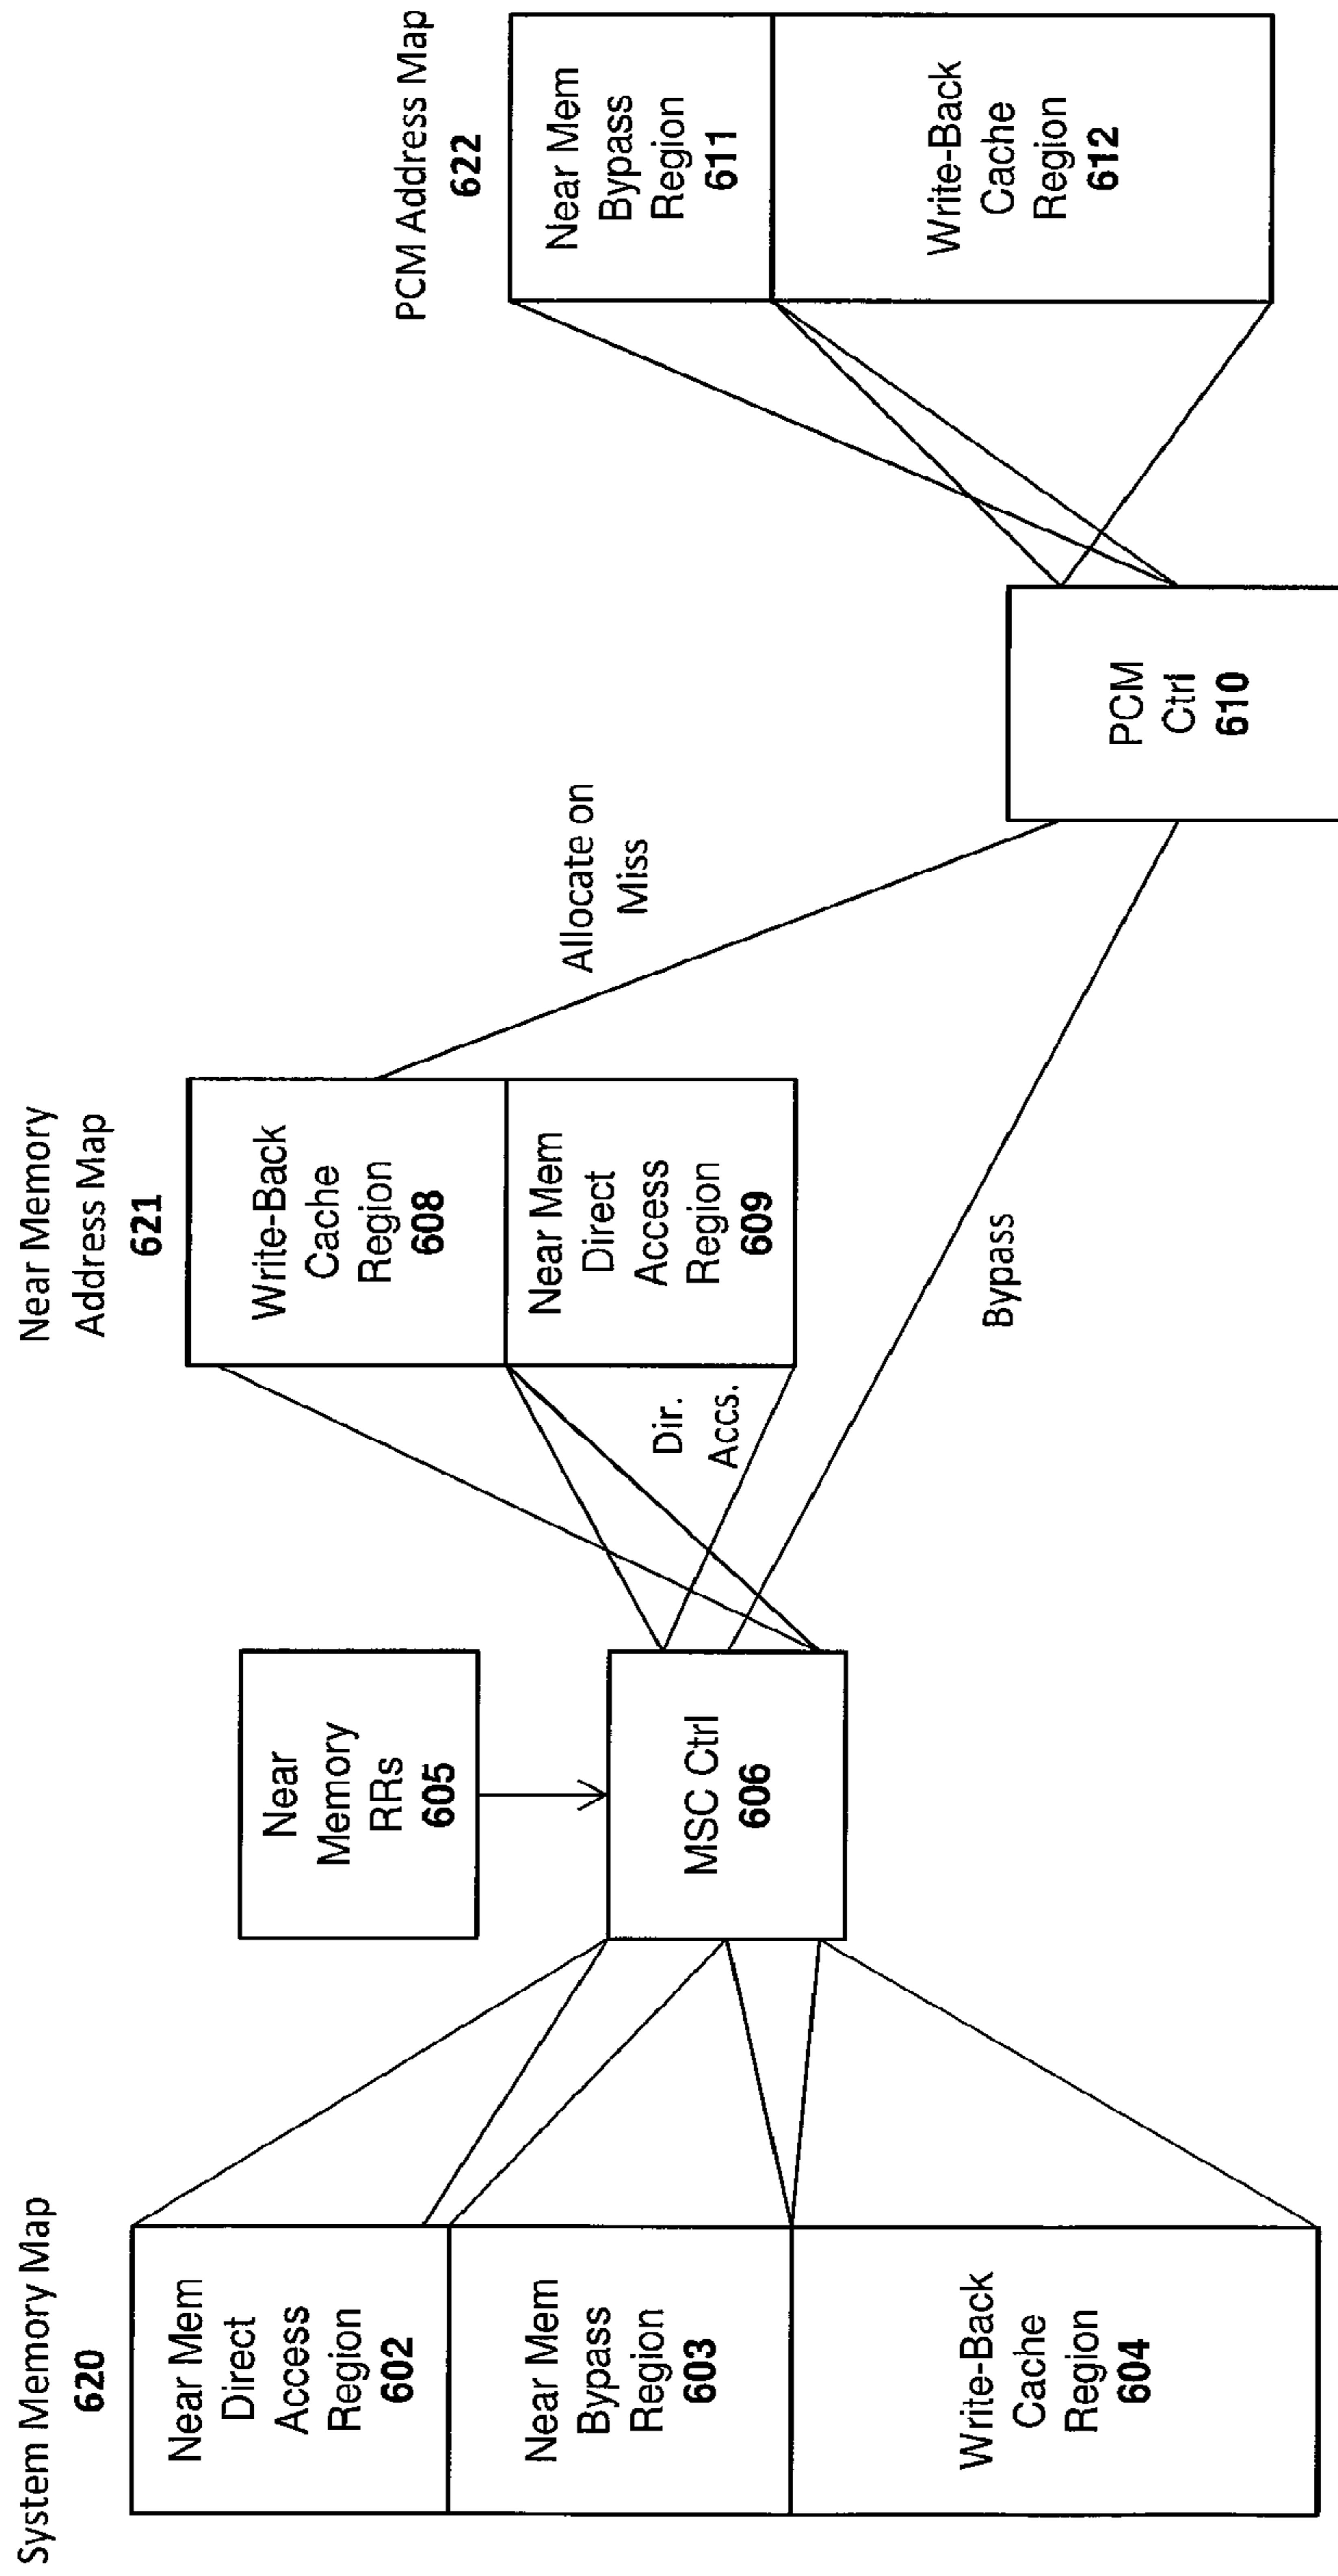 System Memory Map
620
Near Mem
Direct
Access
Region
602
Near Mem
Bypass
Region
603
Write-Back
Cache
Region
604
Near
Memory
RRs
605
MSC Ctrl
606
Near Memory
Address Map
621
Write-Back
Cache
Region
608
Near Mem
Direct
Access
Region
609
Dir.
Accs.
Allocate on
Miss
Bypass
PCM
Ctrl
610
PCM Address Map
622
Near Mem
Bypass
Region
611
Write-Back
Cache
Region
612